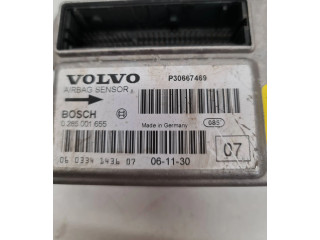 VOLVO P30667469
AIRBAG SENSOR
BOSCH
0 285 001 655 Made in Germany
06-11-30 07